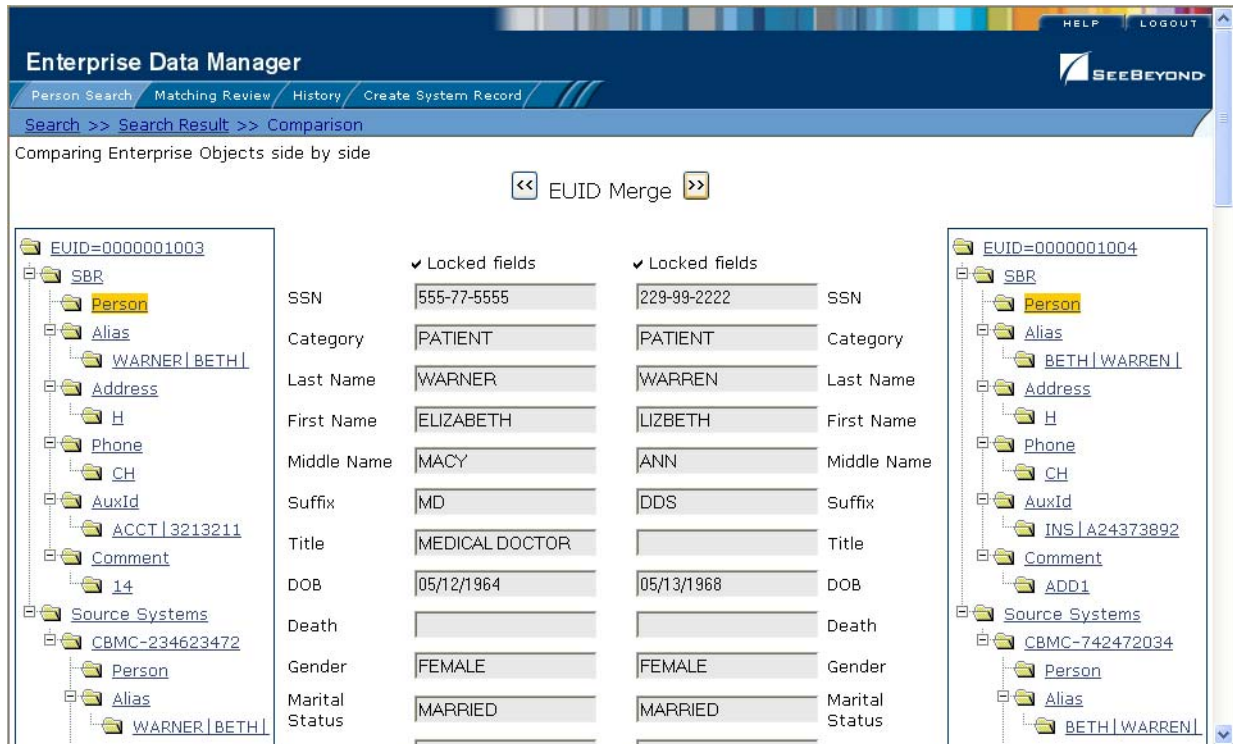 HELP LOGOUT
Enterprise Data Manager
SEEBEYOND
Person Search Matching Review History Create System Record
Search >> Search Result >> Comparison
Comparing Enterprise Objects side by side
<< EUID Merge >>
EUID=0000001003
SBR
Person
Alias
WARNER|BETH|
Address
H
Phone
CH
AuxId
ACCT|3213211
Comment
14
Source Systems
CBMC-234623472
Person
Alias
WARNER|BETH|
✓ Locked fields ✓ Locked fields
SSN 555-77-5555 229-99-2222 SSN
Category PATIENT PATIENT Category
Last Name WARNER WARREN Last Name
First Name ELIZABETH LIZBETH First Name
Middle Name MACY ANN Middle Name
Suffix MD DDS Suffix
Title MEDICAL DOCTOR Title
DOB 05/12/1964 05/13/1968 DOB
Death Death
Gender FEMALE FEMALE Gender
Marital Status MARRIED MARRIED Marital Status
EUID=0000001004
SBR
Person
Alias
BETH|WARREN|
Address
H
Phone
CH
AuxId
INS|A24373892
Comment
ADD1
Source Systems
CBMC-742472034
Person
Alias
BETH|WARREN|